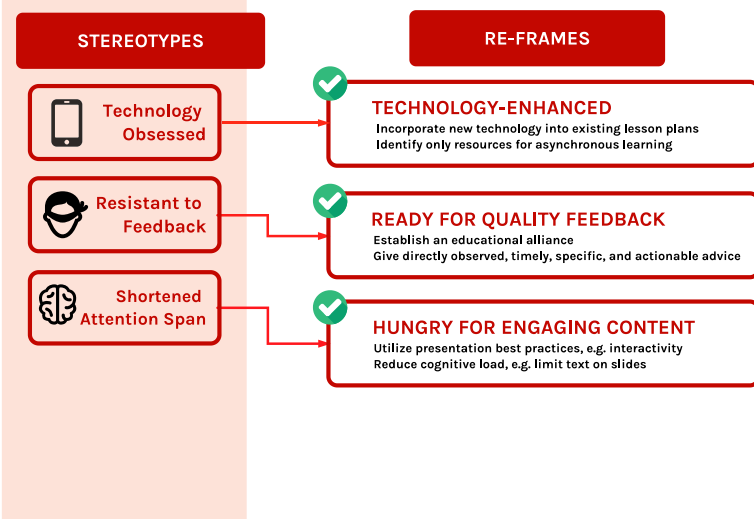 STEREOTYPES
RE-FRAMES
Technology
Obsessed
TECHNOLOGY-ENHANCED
Incorporate new technology into existing lesson plans
Identify only resources for asynchronous learning
Resistant to
Feedback
READY FOR QUALITY FEEDBACK
Establish an educational alliance
Give directly observed, timely, specific, and actionable advice
Shortened
Attention Span
HUNGRY FOR ENGAGING CONTENT
Utilize presentation best practices, e.g. interactivity
Reduce cognitive load, e.g. limit text on slides